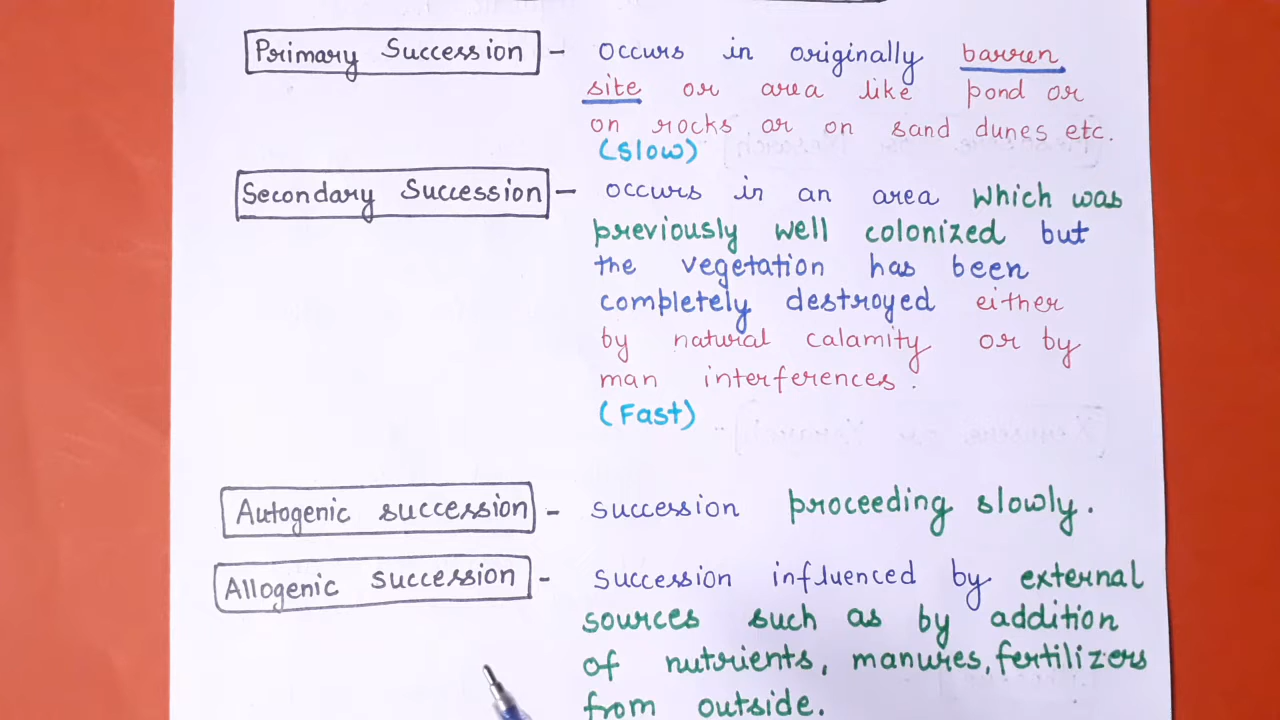 Primary Succession - occurs in originally barren
site or area like pond or
on rocks or on sand dunes etc.
(Slow)
Secondary Succession - occurs in an area which was
previously well colonized but
the vegetation has been
completely destroyed either
by natural calamity or by
man interferences.
(Fast)
Autogenic succession - succession proceeding slowly.
Allogenic succession - succession influenced by external
sources such as by addition
of nutrients, manures, fertilizers
from outside.